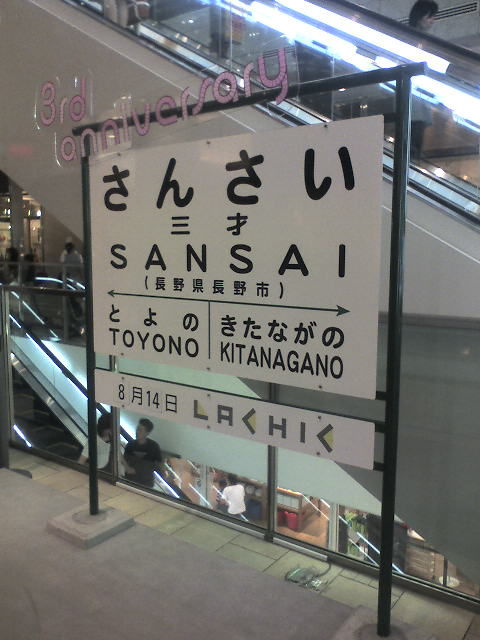 3rd
anniversary
さんさい
三才
SANSAI
(長野県長野市)
とよの
TOYONO
きたながの
KITANAGANO
8月14日 LACHIC